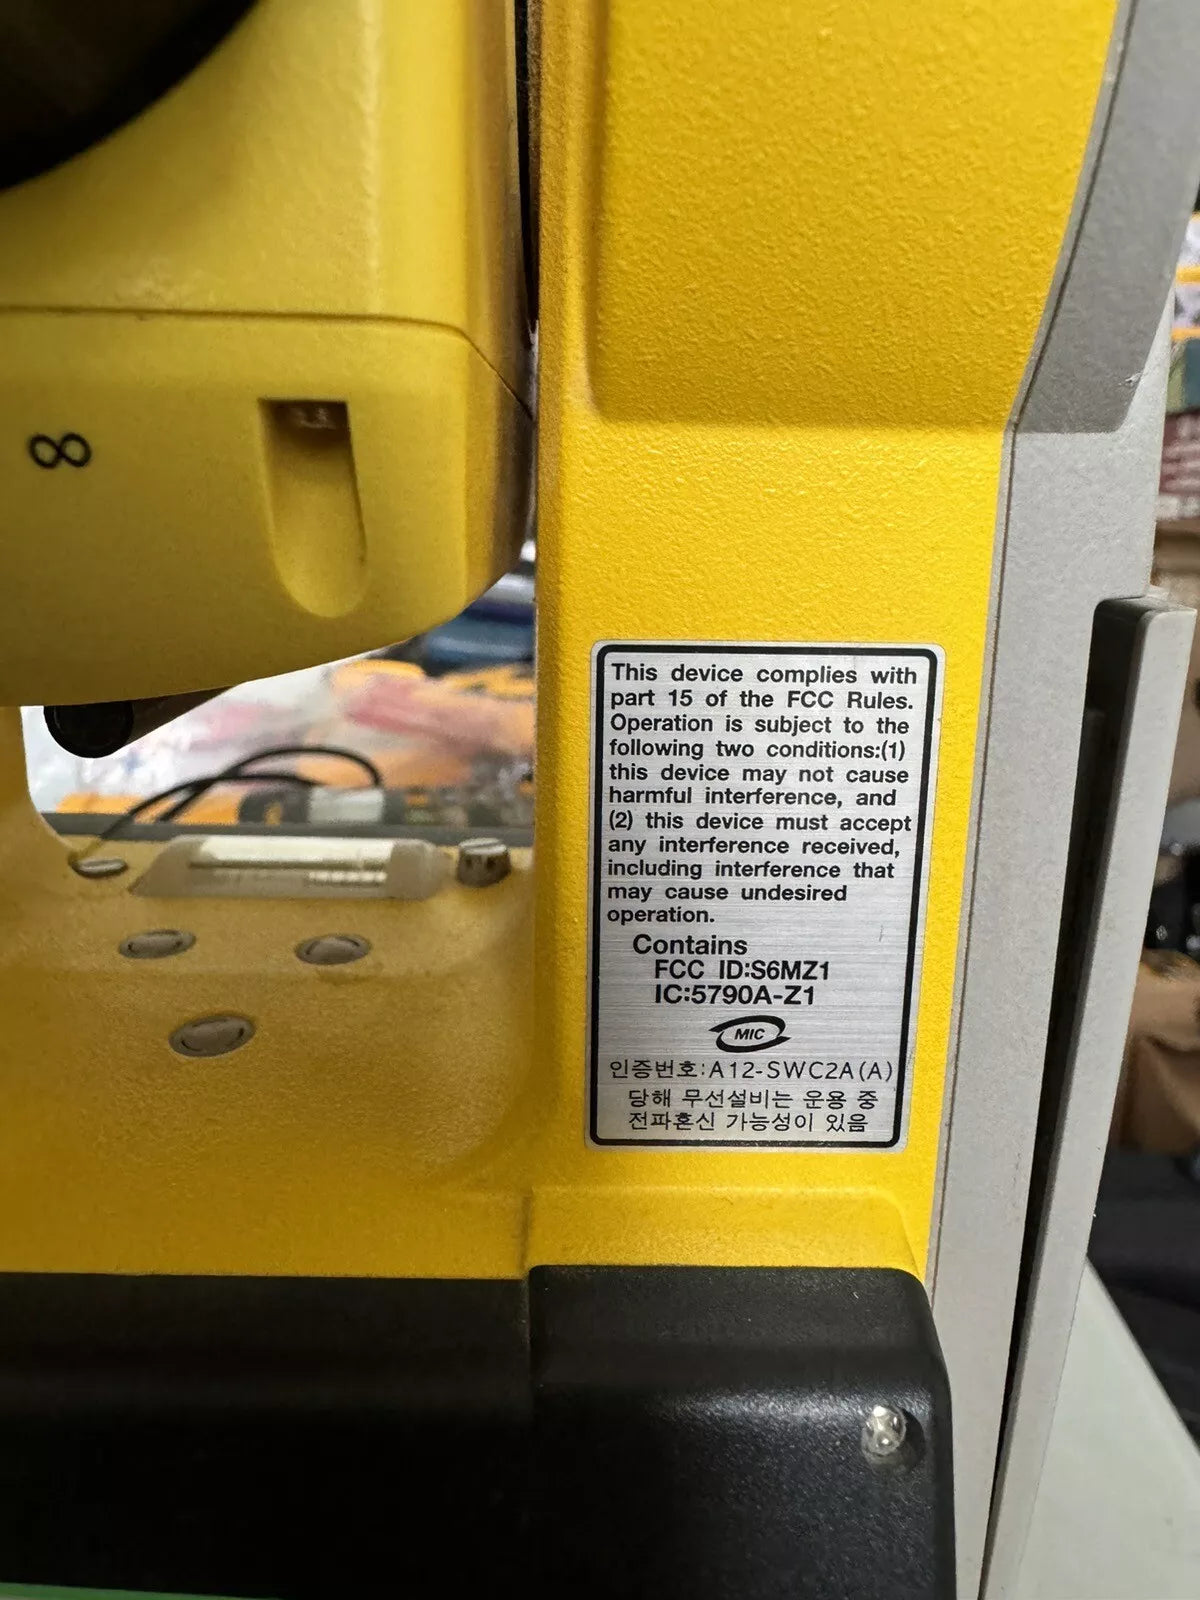 ∞
This device complies with
part 15 of the FCC Rules.
Operation is subject to the
following two conditions:(1)
this device may not cause
harmful interference, and
(2) this device must accept
any interference received,
including interference that
may cause undesired
operation.
Contains
FCC ID:S6MZ1
IC:5790A-Z1
MIC
인증번호:A12-SWC2A(A)
당해 무선설비는 운용 중
전파혼신 가능성이 있음